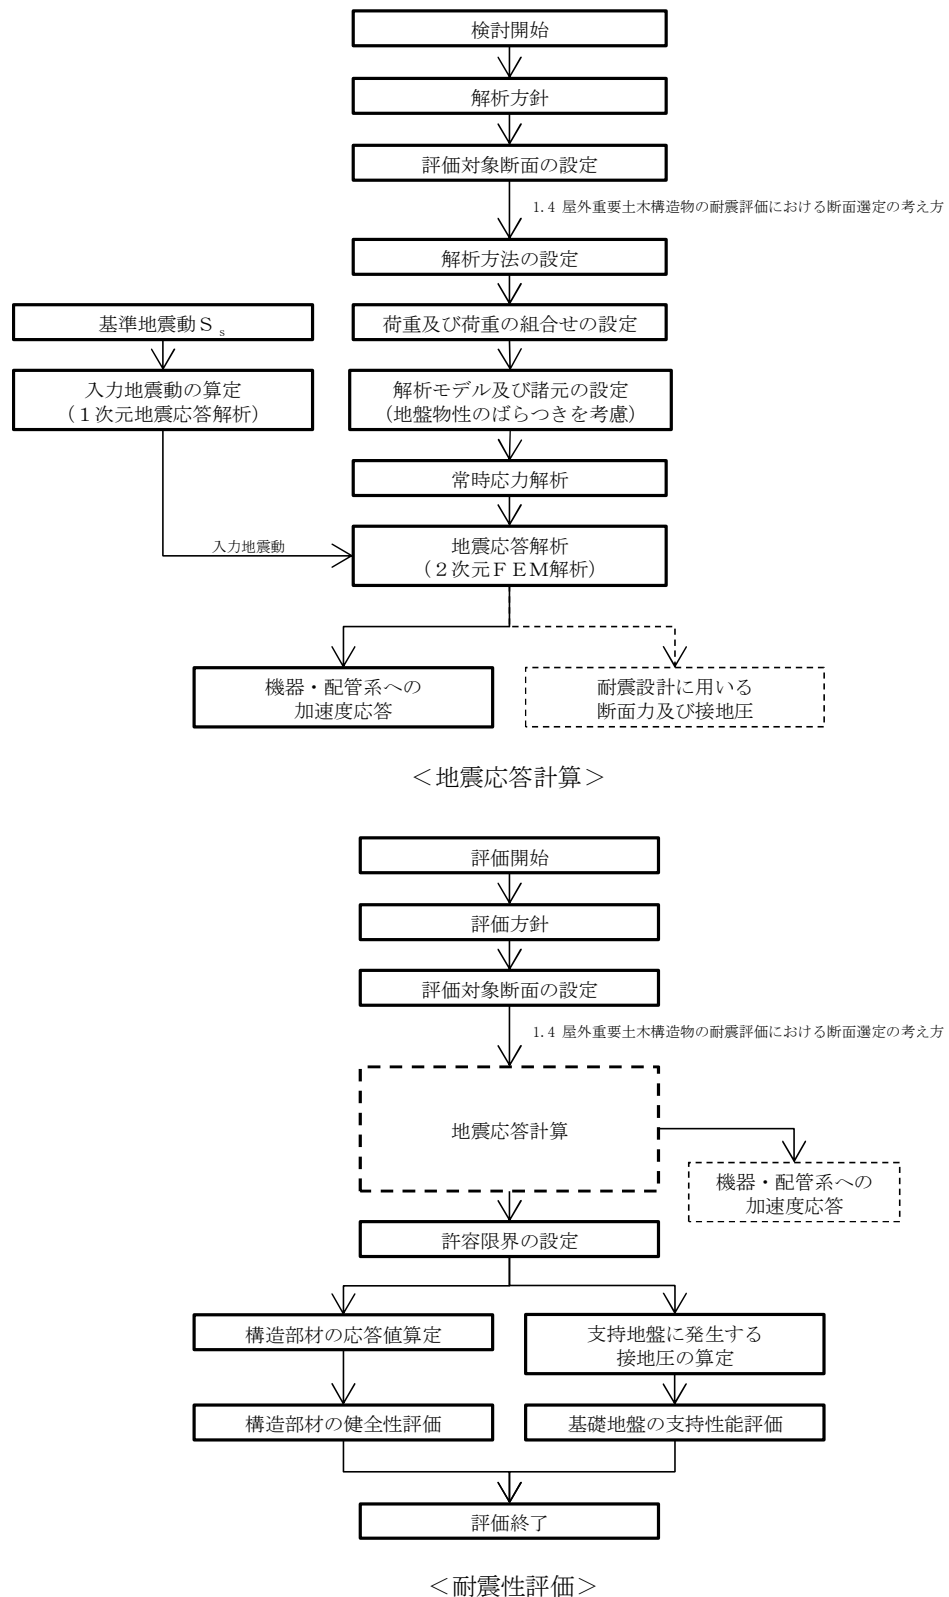 検討開始
解析方針
評価対象断面の設定
1.4 屋外重要土木構造物の耐震評価における断面選定の考え方
解析方法の設定
基準地震動Ｓs
荷重及び荷重の組合せの設定
入力地震動の算定
（１次元地震応答解析）
解析モデル及び諸元の設定
（地盤物性のばらつきを考慮）
常時応力解析
入力地震動
地震応答解析
（２次元ＦＥＭ解析）
機器・配管系への
加速度応答
耐震設計に用いる
断面力及び接地圧
＜地震応答計算＞
評価開始
評価方針
評価対象断面の設定
1.4 屋外重要土木構造物の耐震評価における断面選定の考え方
地震応答計算
機器・配管系への
加速度応答
許容限界の設定
構造部材の応答値算定
支持地盤に発生する
接地圧の算定
構造部材の健全性評価
基礎地盤の支持性能評価
評価終了
＜耐震性評価＞